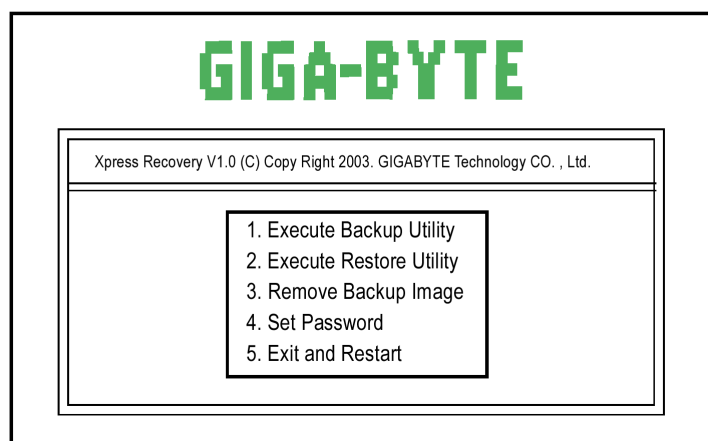 GIGA-BYTE
Xpress Recovery V1.0 (C) Copy Right 2003. GIGABYTE Technology CO. , Ltd.
1. Execute Backup Utility
2. Execute Restore Utility
3. Remove Backup Image
4. Set Password
5. Exit and Restart